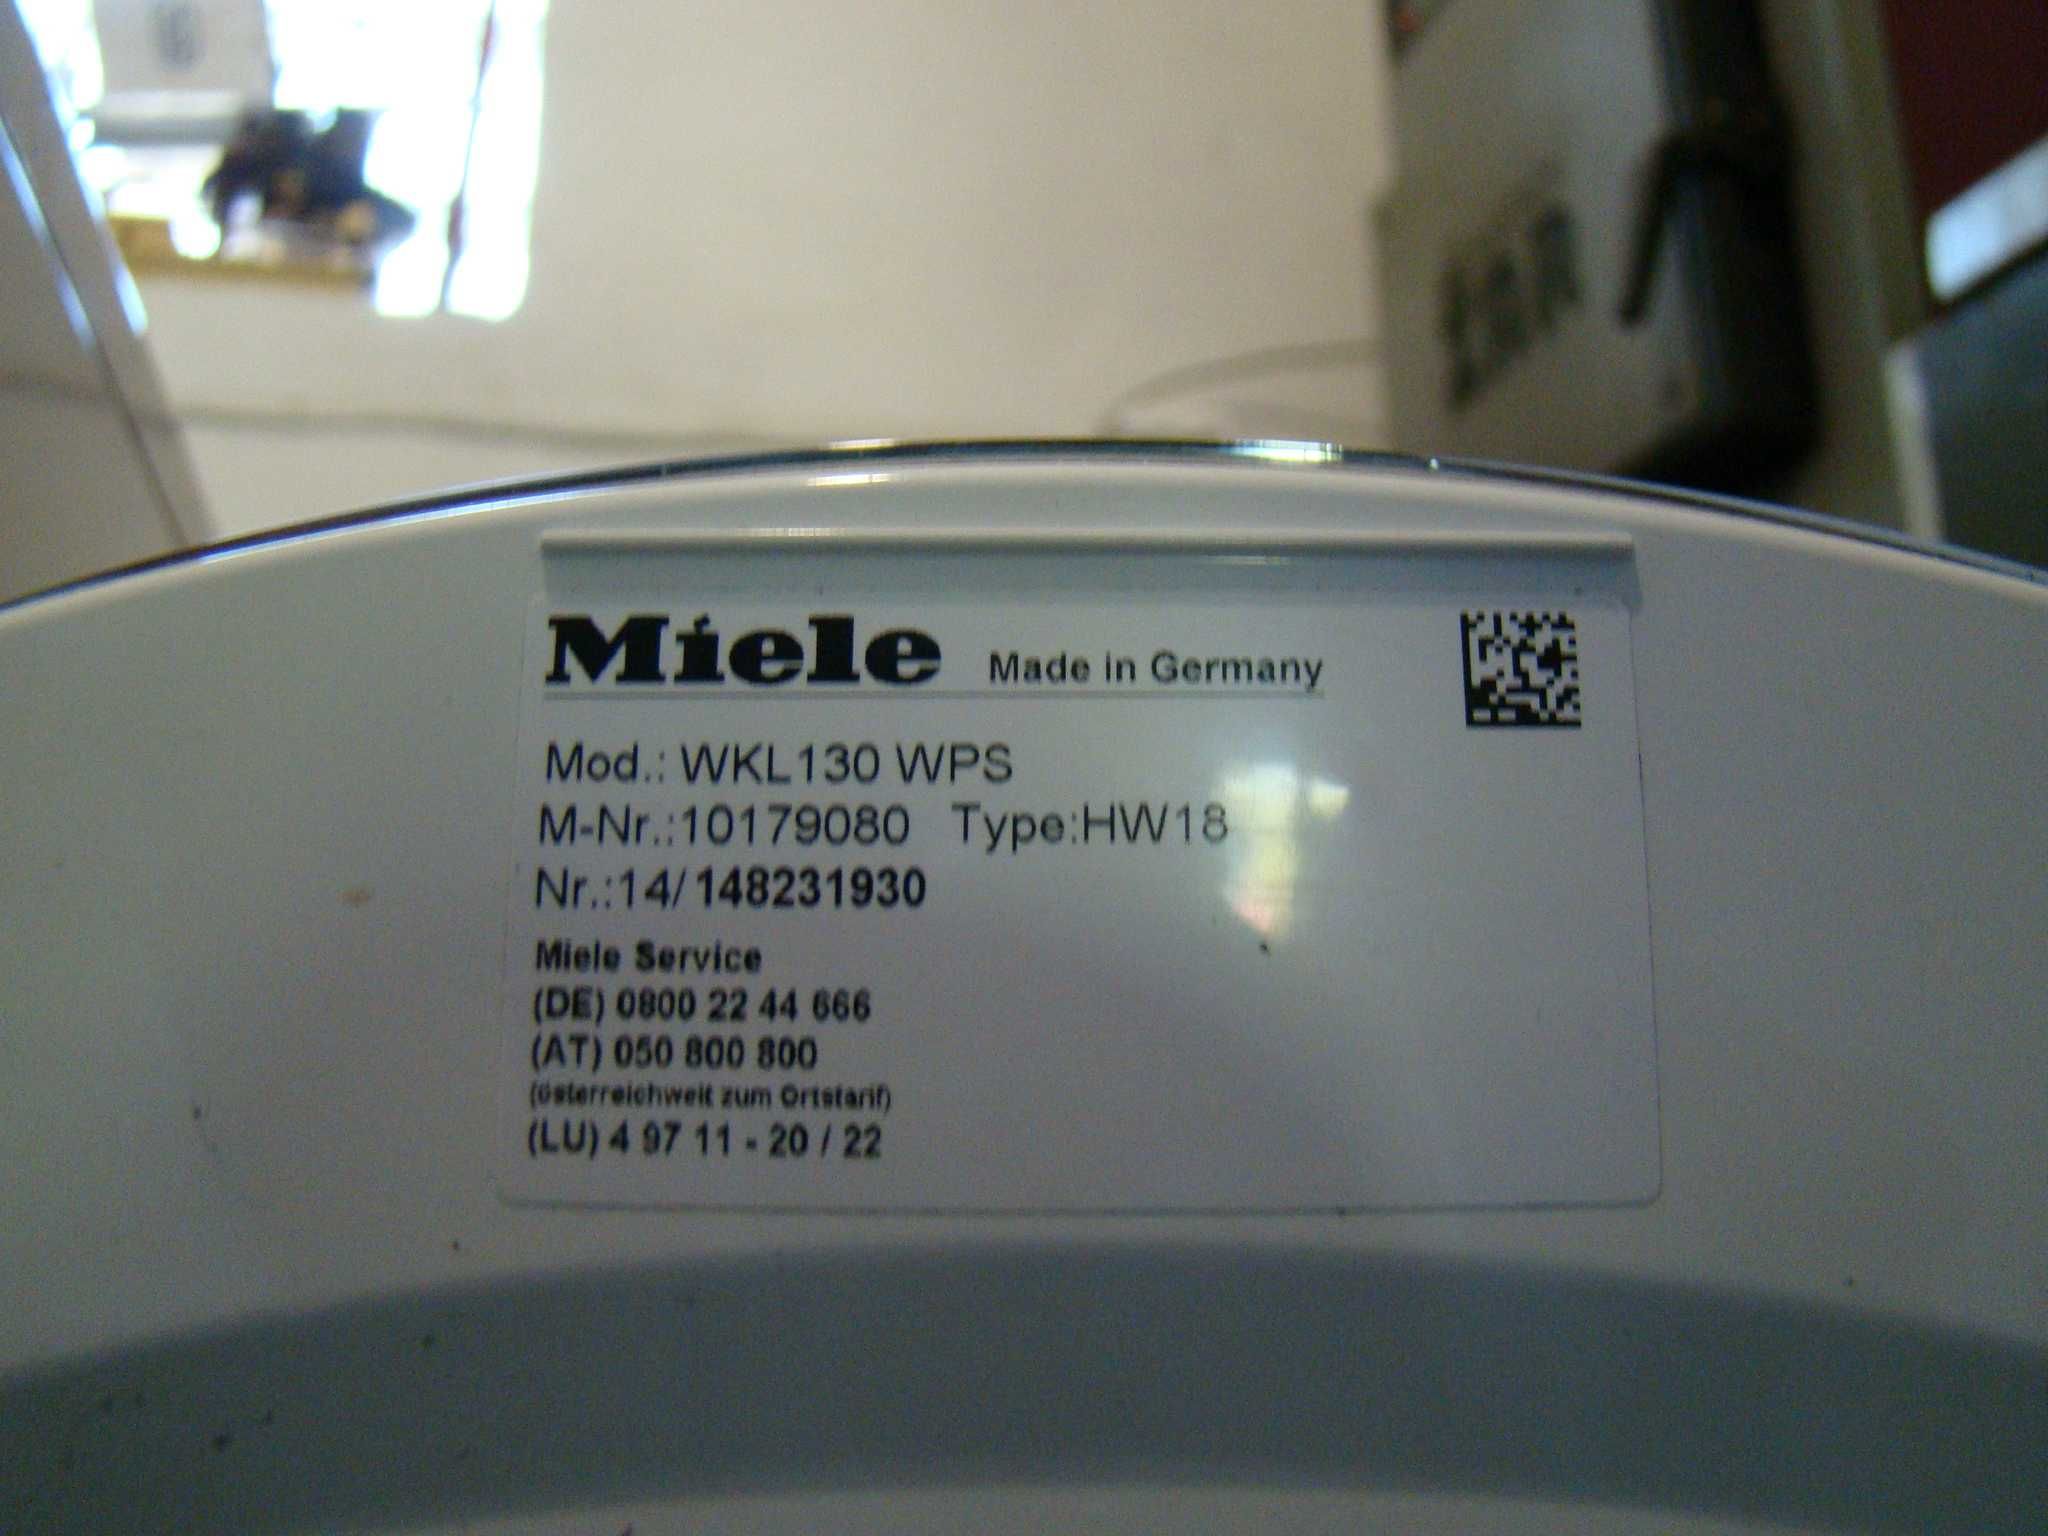 Miele Made in Germany
Mod.: WKL130 WPS
M-Nr.:10179080 Type:HW18
Nr.:14/148231930
Miele Service
(DE) 0800 22 44 666
(AT) 050 800 800
(österreichweit zum Ortstarif)
(LU) 4 97 11 - 20 / 22